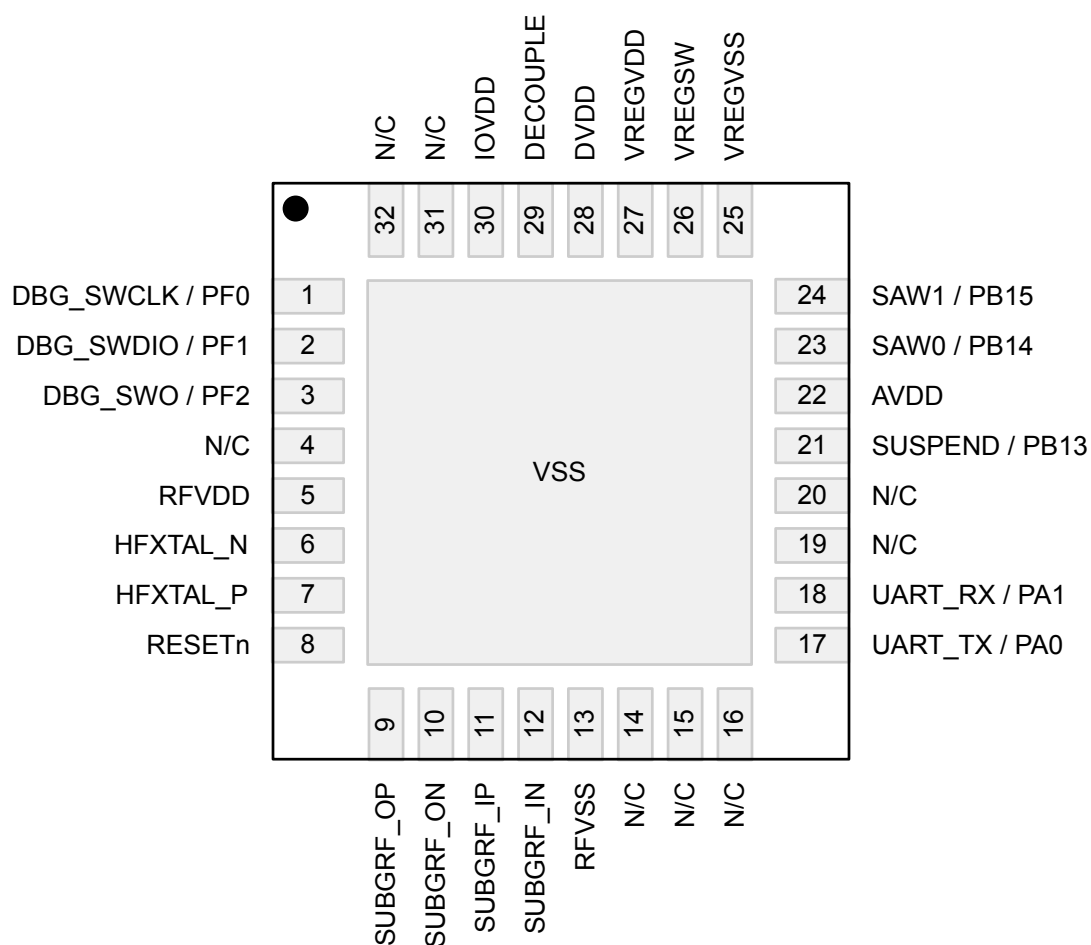 N/C
N/C
IOVDD
DECOUPLE
DVDD
VREGVDD
VREGSW
VREGVSS
32
31
30
29
28
27
26
25
DBG_SWCLK / PF0
1
DBG_SWDIO / PF1
2
DBG_SWO / PF2
3
N/C
4
RFVDD
5
HFXTAL_N
6
HFXTAL_P
7
RESETn
8
VSS
24
SAW1 / PB15
23
SAW0 / PB14
22
AVDD
21
SUSPEND / PB13
20
N/C
19
N/C
18
UART_RX / PA1
17
UART_TX / PA0
9
10
11
12
13
14
15
16
SUBGRF_OP
SUBGRF_ON
SUBGRF_IP
SUBGRF_IN
RFVSS
N/C
N/C
N/C